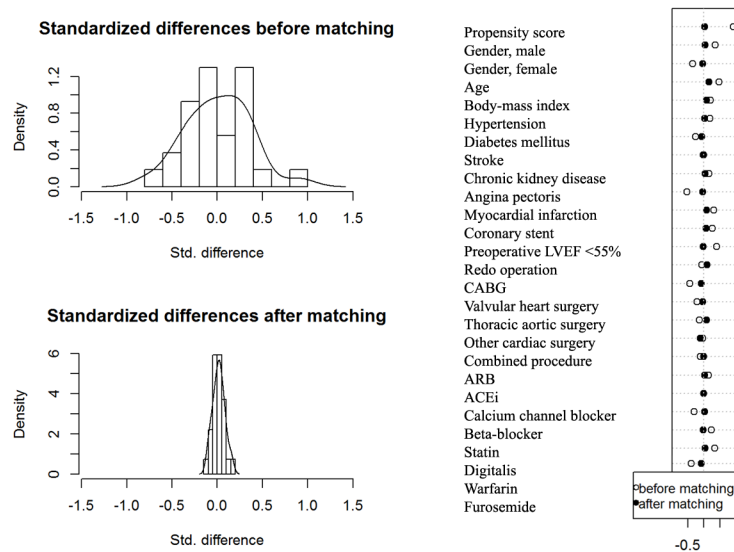 Standardized differences before matching
Density
0.0 0.4 0.8 1.2
-1.5 -1.0 -0.5 0.0 0.5 1.0 1.5
Std. difference
Standardized differences after matching
Density
0 2 4 6
-1.5 -1.0 -0.5 0.0 0.5 1.0 1.5
Std. difference
Propensity score
Gender, male
Gender, female
Age
Body-mass index
Hypertension
Diabetes mellitus
Stroke
Chronic kidney disease
Angina pectoris
Myocardial infarction
Coronary stent
Preoperative LVEF <55%
Redo operation
CABG
Valvular heart surgery
Thoracic aortic surgery
Other cardiac surgery
Combined procedure
ARB
ACEi
Calcium channel blocker
Beta-blocker
Statin
Digitalis
Warfarin
Furosemide
before matching
after matching
-0.5